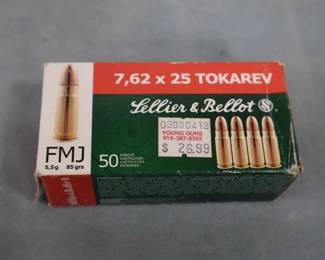 7,62 x 25 TOKAREV
Sellier & Bellot
03080413
YOUNG GUNS
$ 26.99
FMJ
5,5g 85 grs
50